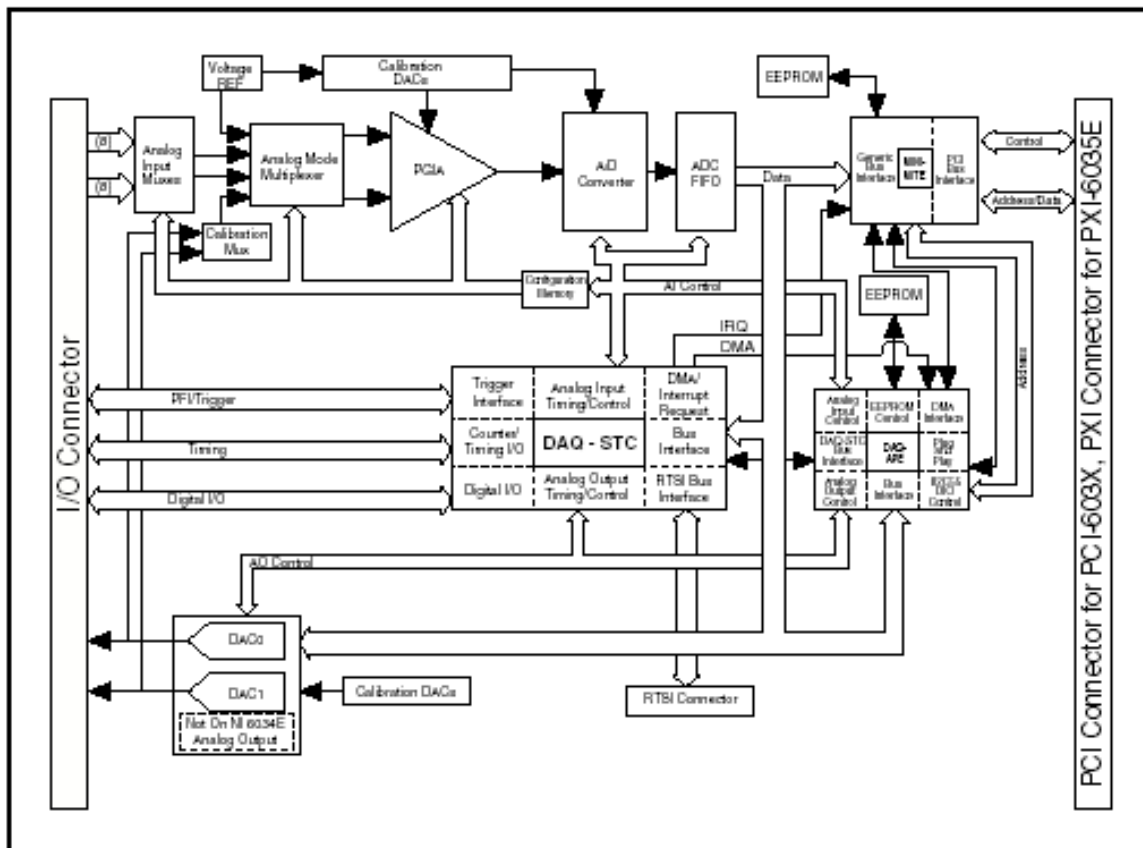 Voltage
REF
Calibration
DACs
EEPROM
(8)
(8)
Analog
Input
Muxes
Analog Mode
Multiplexer
PGIA
A/D
Converter
ADC
FIFO
Data
Generic
Bus
Interface
MINI-
MITE
PCI
Bus
Interface
Control
Address/Data
Calibration
Mux
Configuration
Memory
AI Control
EEPROM
IRQ
DMA
Address
I/O Connector
PCI Connector for PCI-603X, PXI Connector for PXI-6035E
PFI/Trigger
Timing
Digital I/O
Trigger
Interface
Analog Input
Timing/Control
DMA/
Interrupt
Request
Counter/
Timing I/O
DAQ - STC
Bus
Interface
Digital I/O
Analog Output
Timing/Control
RTSI Bus
Interface
Analog
Input
Control
EEPROM
Control
DMA
Interface
DAQ-STC
Bus
Interface
DAQ-
APE
Plug
and
Play
Analog
Output
Control
Bus
Interface
Control
AO Control
DAC0
DAC1
Not On NI 6034E
Analog Output
Calibration DACs
RTSI Connector